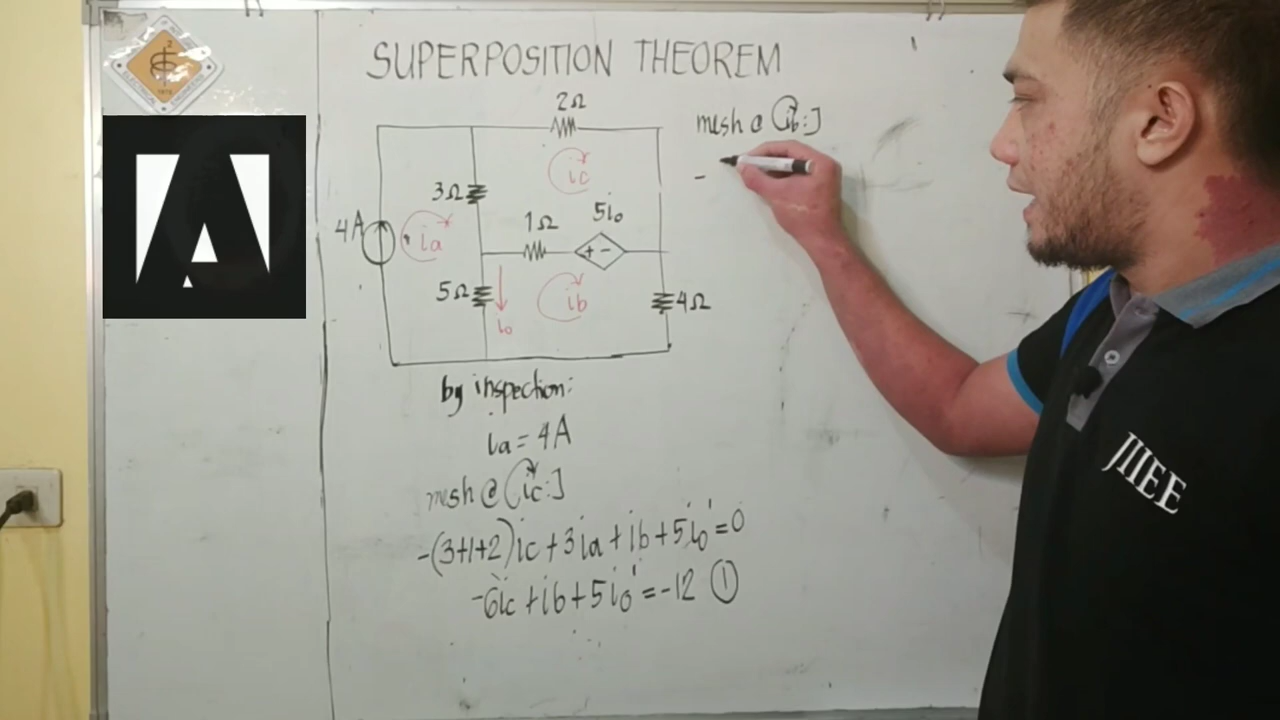 SUPERPOSITION THEOREM
2Ω
mesh @ ib:]
ic
3Ω
-
1Ω
5io
4A
ia
+ -
5Ω
ib
4Ω
io
by inspection:
ia = 4A
mesh @ ic:]
-(3+1+2)ic + 3ia + ib + 5io' = 0
-6ic + ib + 5io' = -12 ①
JIIEE